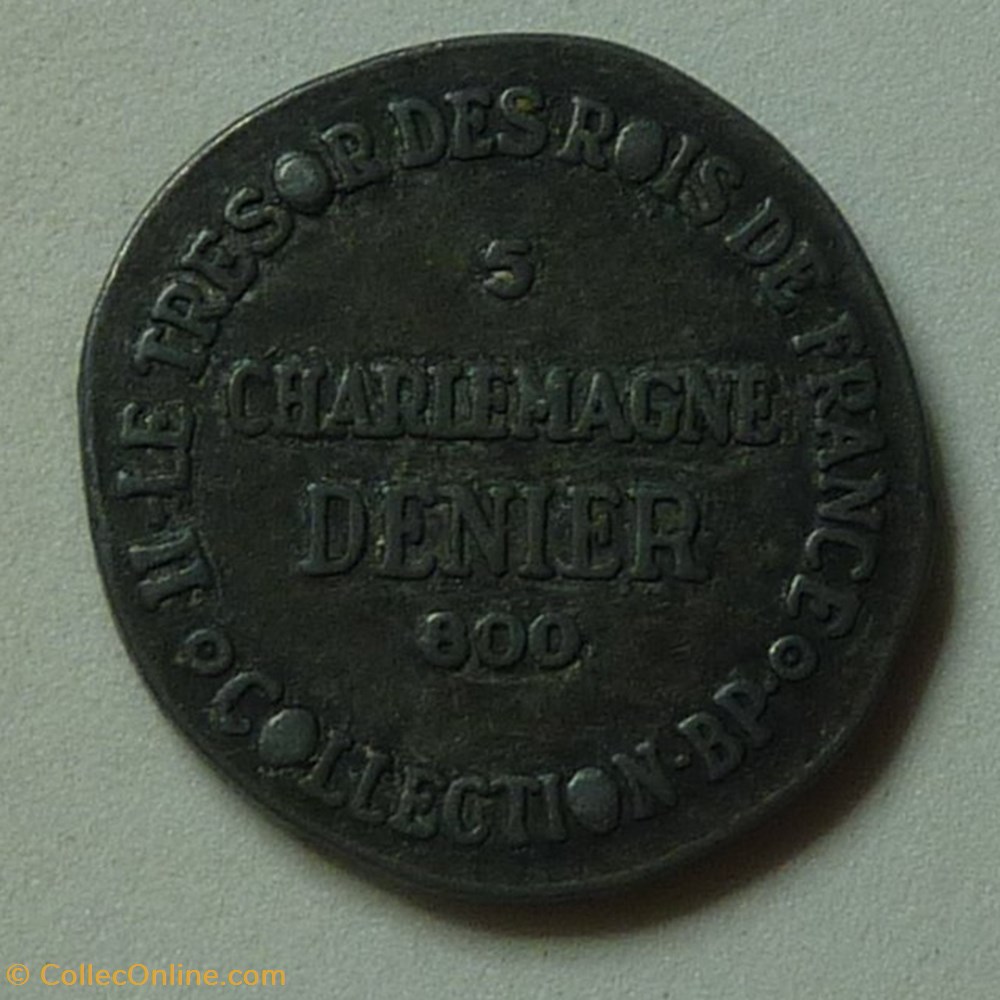 II - LE TRESOR DES ROIS DE FRANCE
5
CHARLEMAGNE
DENIER
800
COLLECTION · BP ·
© CollecOnline.com